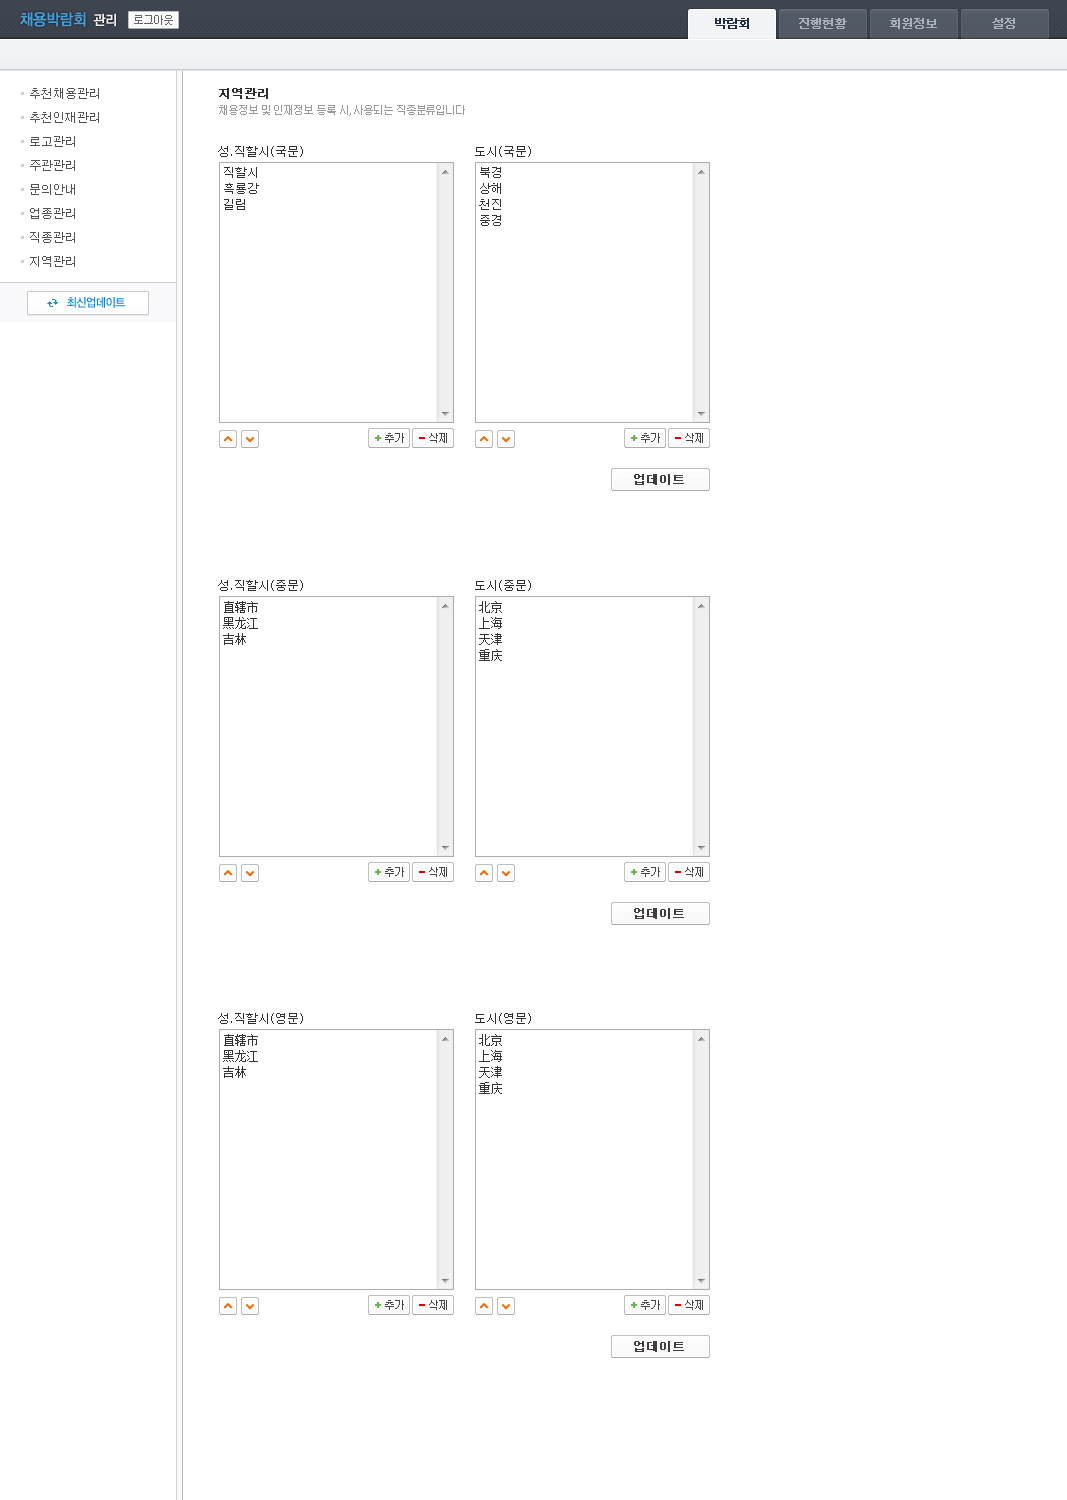 채용박람회 관리 로그아웃
박람회 진행현황 회원정보 설정
추천채용관리
추천인재관리
로고관리
주관관리
문의안내
업종관리
직종관리
지역관리
최신업데이트
지역관리
채용정보 및 인재정보 등록 시, 사용되는 직종분류입니다
성.직할시(국문)
직할시
흑룡강
길림
추가 삭제
도시(국문)
북경
상해
천진
중경
추가 삭제
업데이트
성.직할시(중문)
直辖市
黑龙江
吉林
추가 삭제
도시(중문)
北京
上海
天津
重庆
추가 삭제
업데이트
성.직할시(영문)
直辖市
黑龙江
吉林
추가 삭제
도시(영문)
北京
上海
天津
重庆
추가 삭제
업데이트